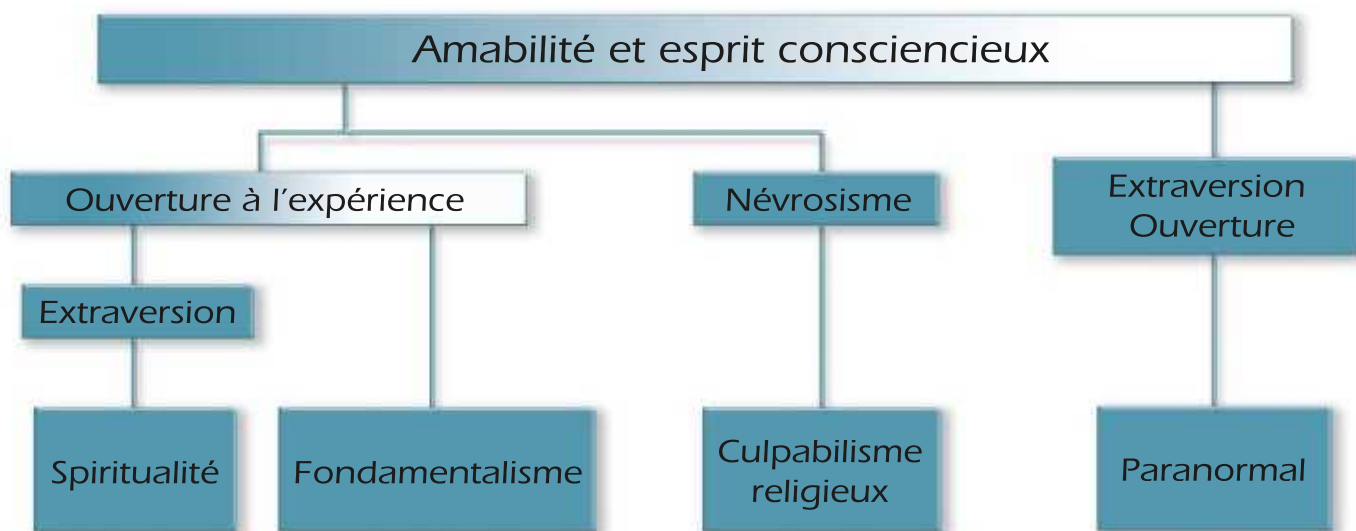 Amabilité et esprit consciencieux
Ouverture à l'expérience
Névrosisme
Extraversion
Ouverture
Extraversion
Spiritualité
Fondamentalisme
Culpabilisme
religieux
Paranormal